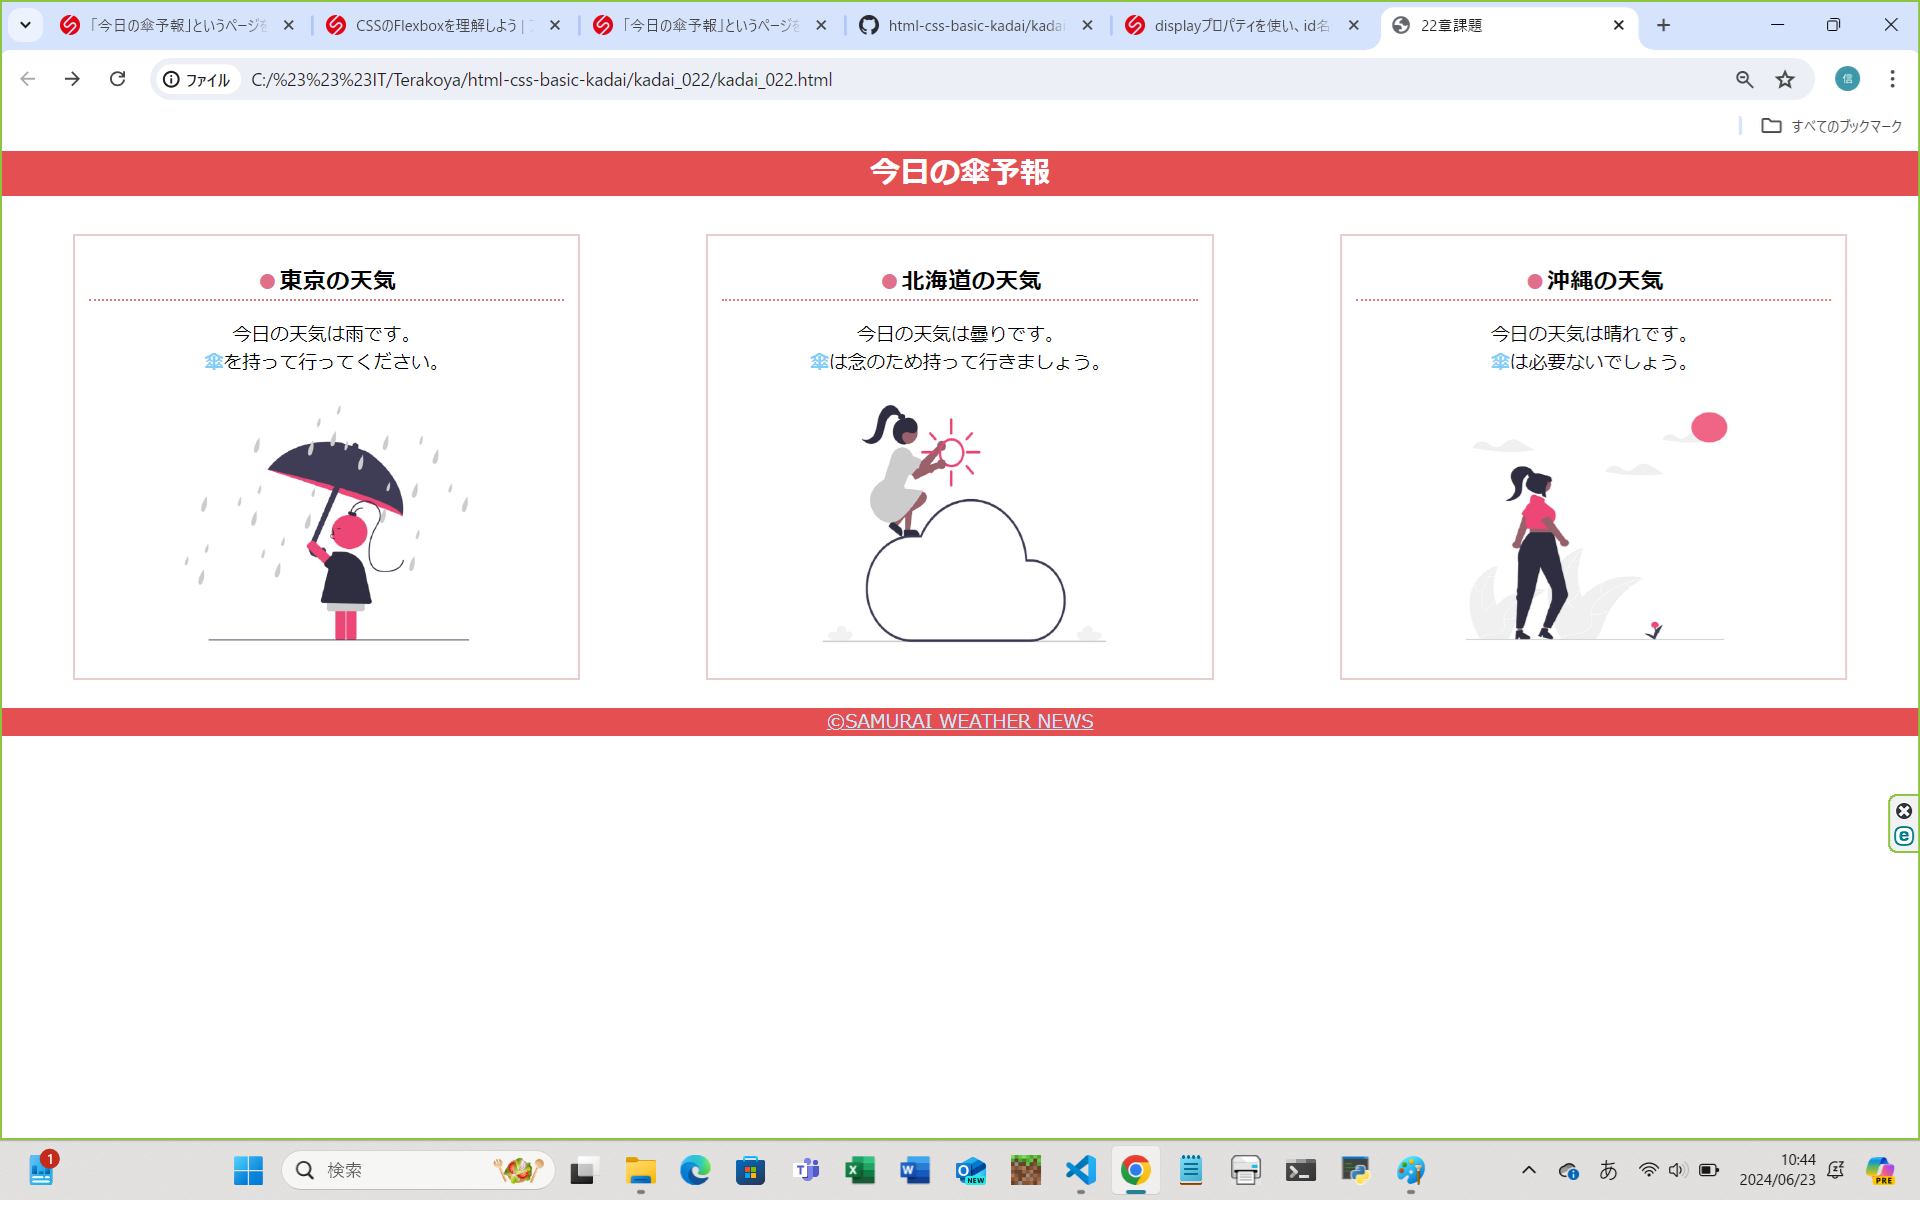 「今日の傘予報」というページを
CSSのFlexboxを理解しよう |
「今日の傘予報」というページを
html-css-basic-kadai/kadai
displayプロパティを使い、id名
22章課題
ファイル
C:/%23%23%23IT/Terakoya/html-css-basic-kadai/kadai_022/kadai_022.html
信
すべてのブックマーク
今日の傘予報
東京の天気
今日の天気は雨です。
傘を持って行ってください。
北海道の天気
今日の天気は曇りです。
傘は念のため持って行きましょう。
沖縄の天気
今日の天気は晴れです。
傘は必要ないでしょう。
©SAMURAI WEATHER NEWS
1
検索
NEW
あ
10:44
2024/06/23
PRE